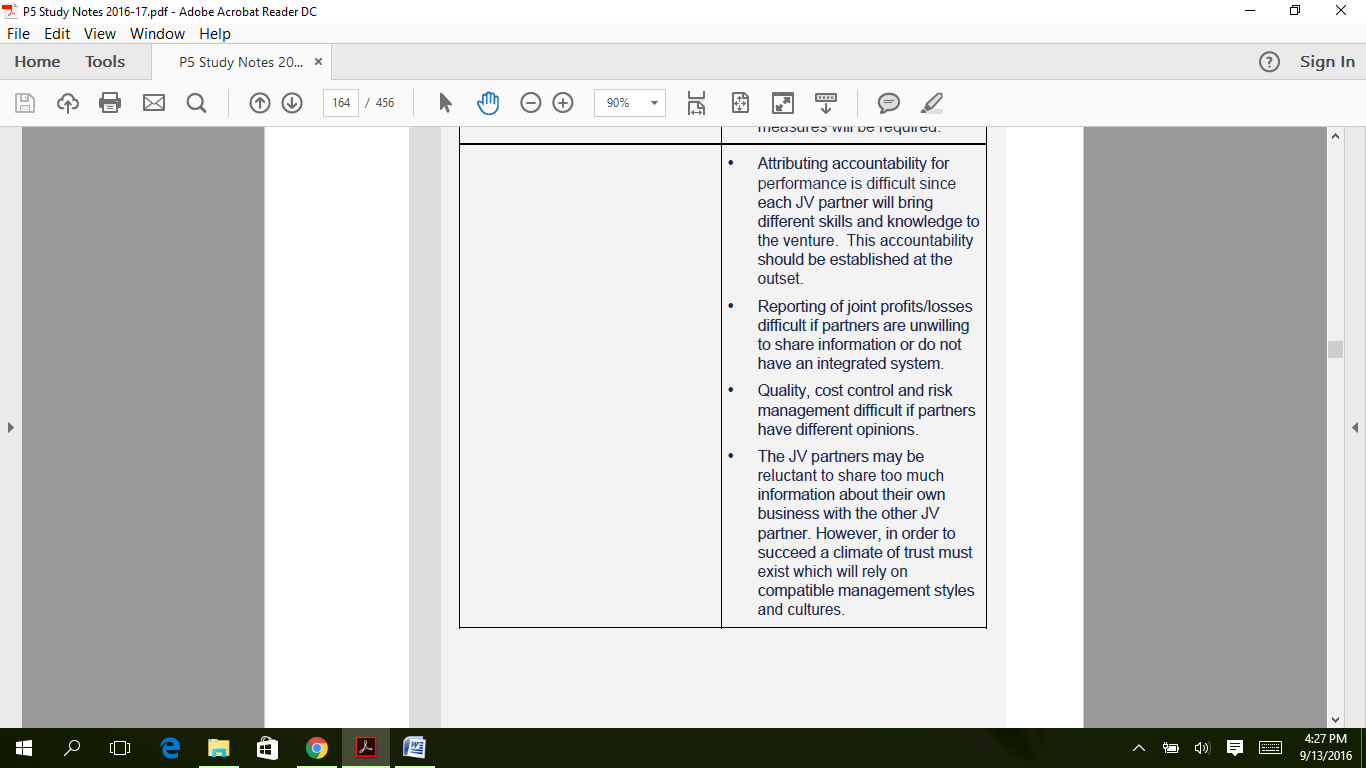 P5 Study Notes 2016-17.pdf - Adobe Acrobat Reader DC
File Edit View Window Help
Home Tools P5 Study Notes 20... × ? Sign In
164 / 456 90%
measures will be required.
• Attributing accountability for
performance is difficult since
each JV partner will bring
different skills and knowledge to
the venture. This accountability
should be established at the
outset.
• Reporting of joint profits/losses
difficult if partners are unwilling
to share information or do not
have an integrated system.
• Quality, cost control and risk
management difficult if partners
have different opinions.
• The JV partners may be
reluctant to share too much
information about their own
business with the other JV
partner. However, in order to
succeed a climate of trust must
exist which will rely on
compatible management styles
and cultures.
4:27 PM
9/13/2016